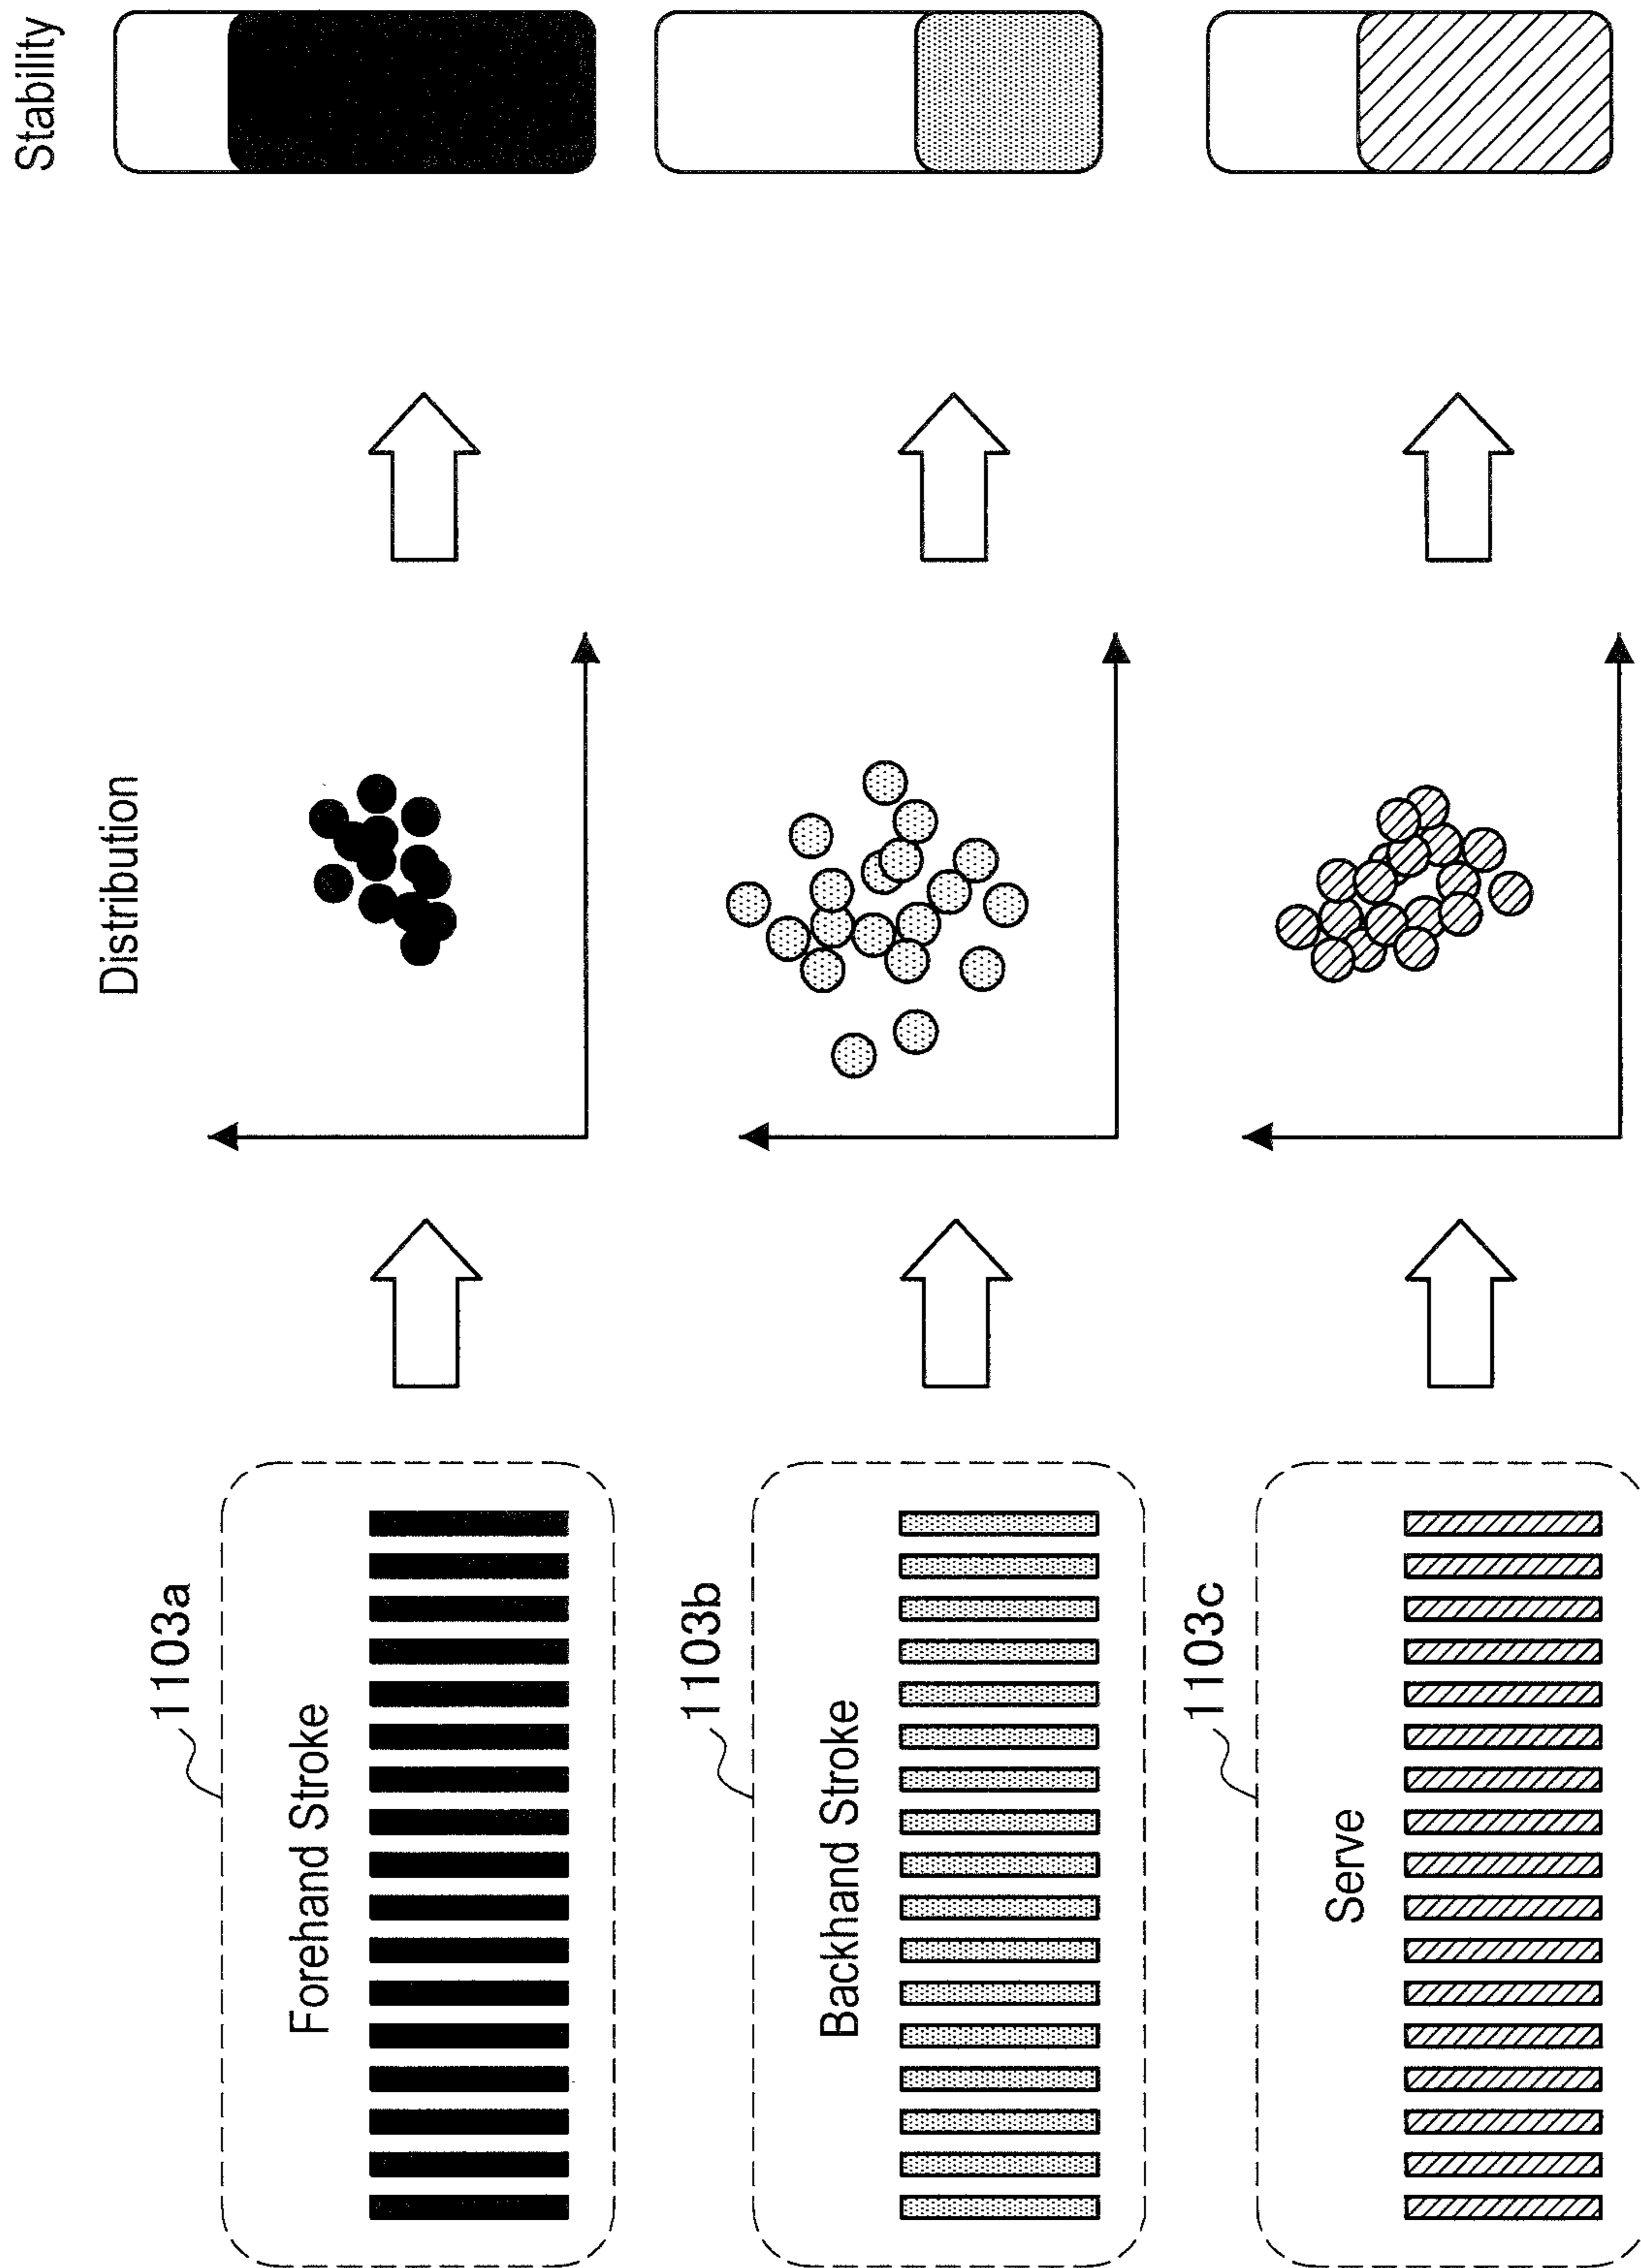 Distribution
Stability
1103a
Forehand Stroke
1103b
Backhand Stroke
1103c
Serve